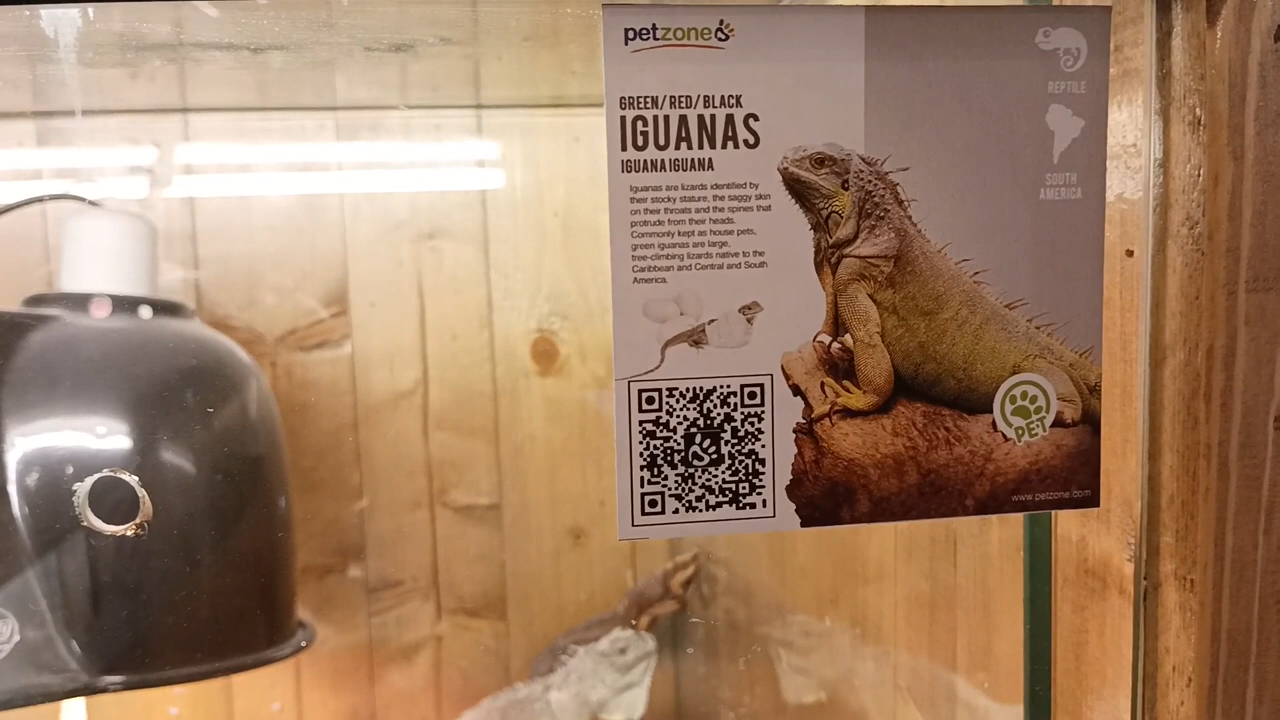 petzone
GREEN/ RED/ BLACK
IGUANAS
IGUANA IGUANA
Iguanas are lizards identified by
their stocky stature, the saggy skin
on their throats and the spines that
protrude from their heads.
Commonly kept as house pets,
green iguanas are large,
tree-climbing lizards native to the
Caribbean and Central and South
America.
REPTILE
SOUTH
AMERICA
PET
www.petzone.com